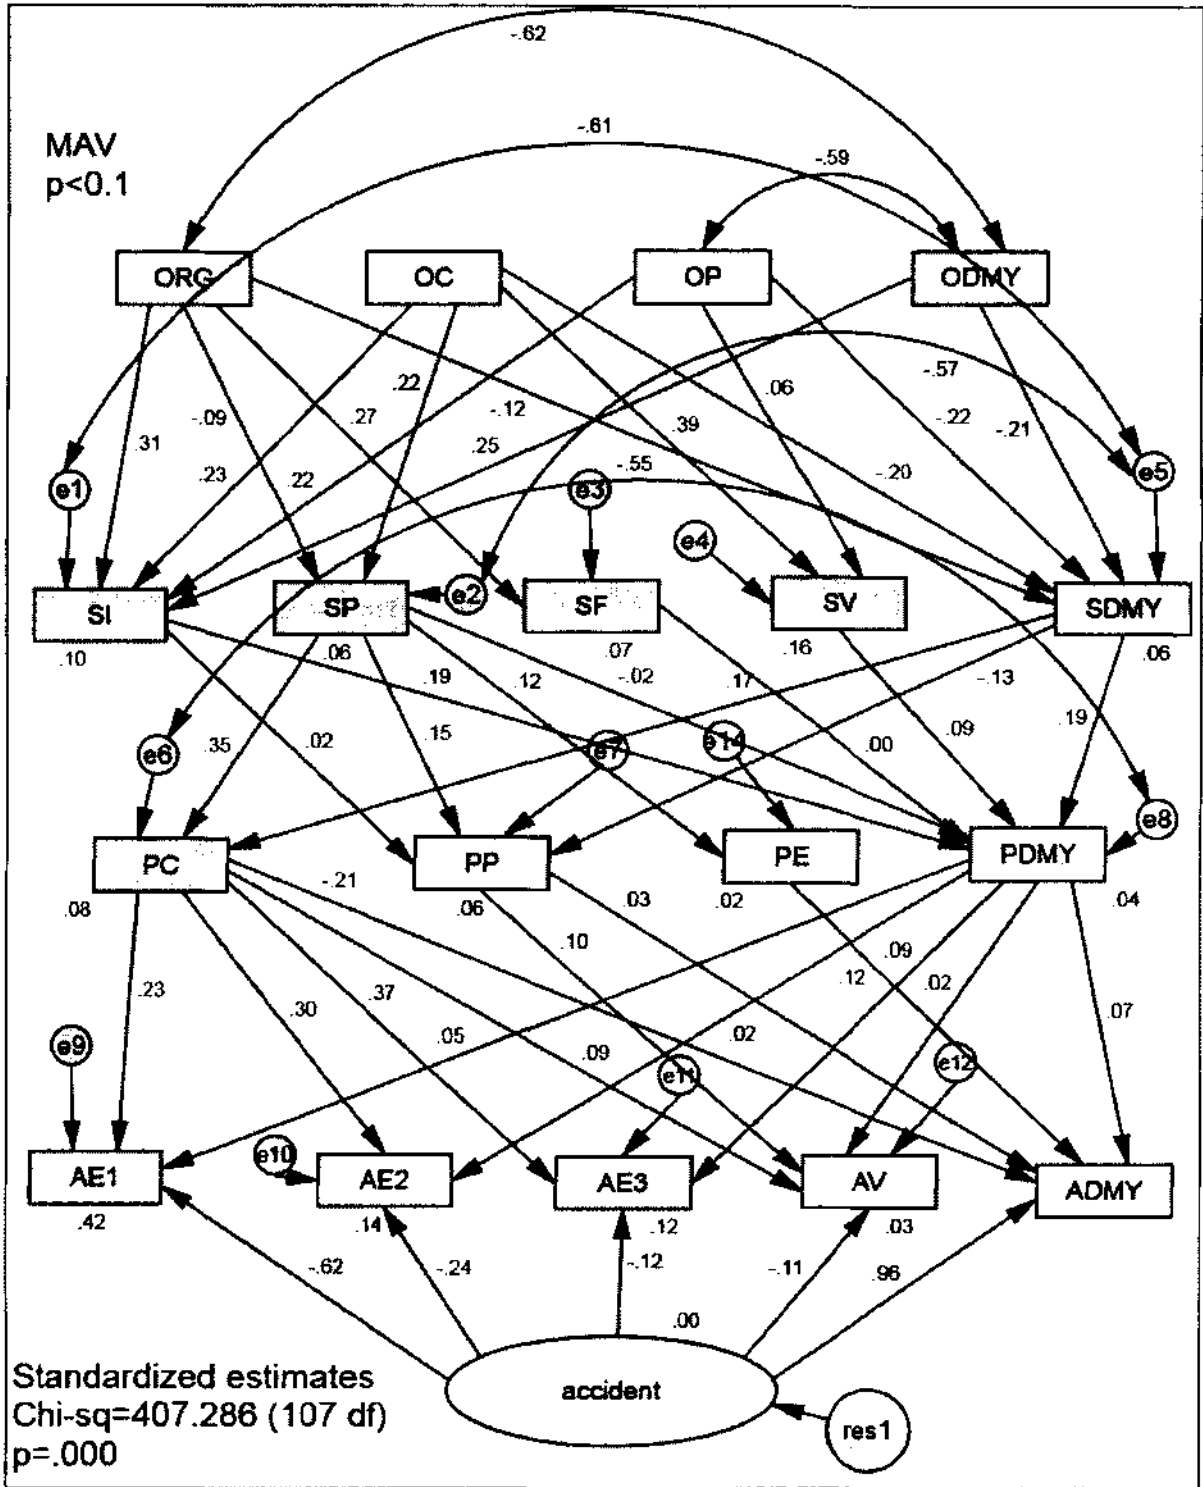 -.62
MAV
p<0.1
-.61
-.59
ORG
OC
OP
ODMY
.22
.06
-.57
-.09
.27
-.12
.39
-.22
-.21
.31
.25
.23
.22
-.55
-.20
e1
e3
e5
e4
SI
SP
e2
SF
SV
SDMY
.10
.06
.07
.16
.06
.19
.12
-.02
.17
-.13
e6
.35
.02
.15
e7
e14
.00
.09
.19
e8
PC
PP
PE
PDMY
.08
-.21
.06
.03
.02
.04
.10
.09
.23
.30
.37
.12
.02
.07
e9
.05
.09
.02
e11
e12
AE1
e10
AE2
AE3
AV
ADMY
.42
.14
.12
.03
-.62
-.24
-.12
-.11
.96
.00
accident
Standardized estimates
Chi-sq=407.286 (107 df)
p=.000
res1